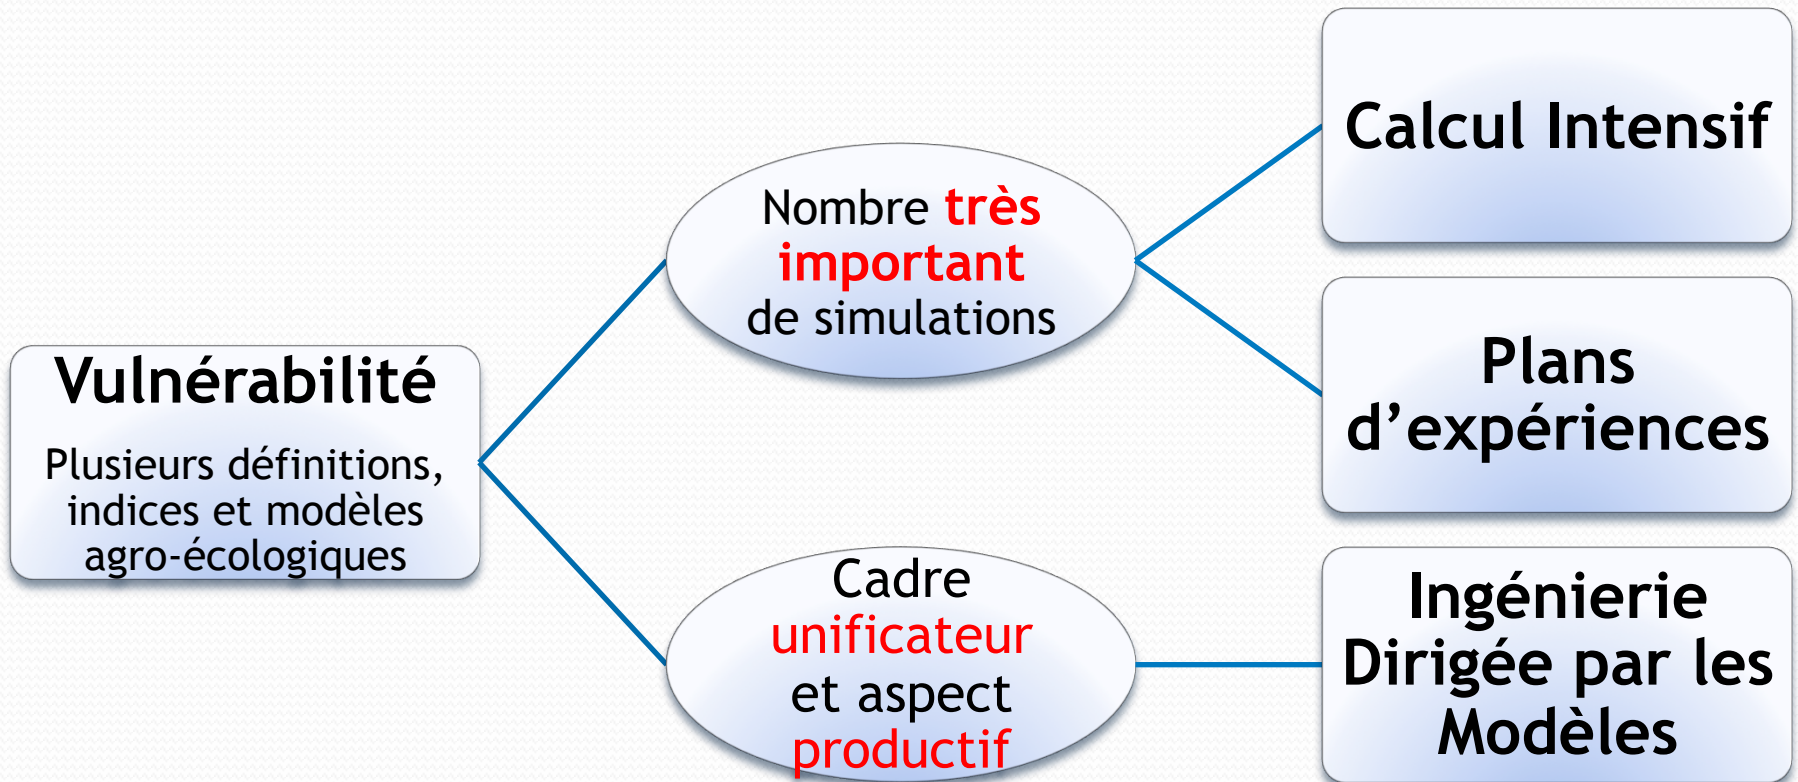 Vulnérabilité
Plusieurs définitions,
indices et modèles
agro-écologiques
Nombre très
important
de simulations
Cadre
unificateur
et aspect
productif
Calcul Intensif
Plans
d’expériences
Ingénierie
Dirigée par les
Modèles